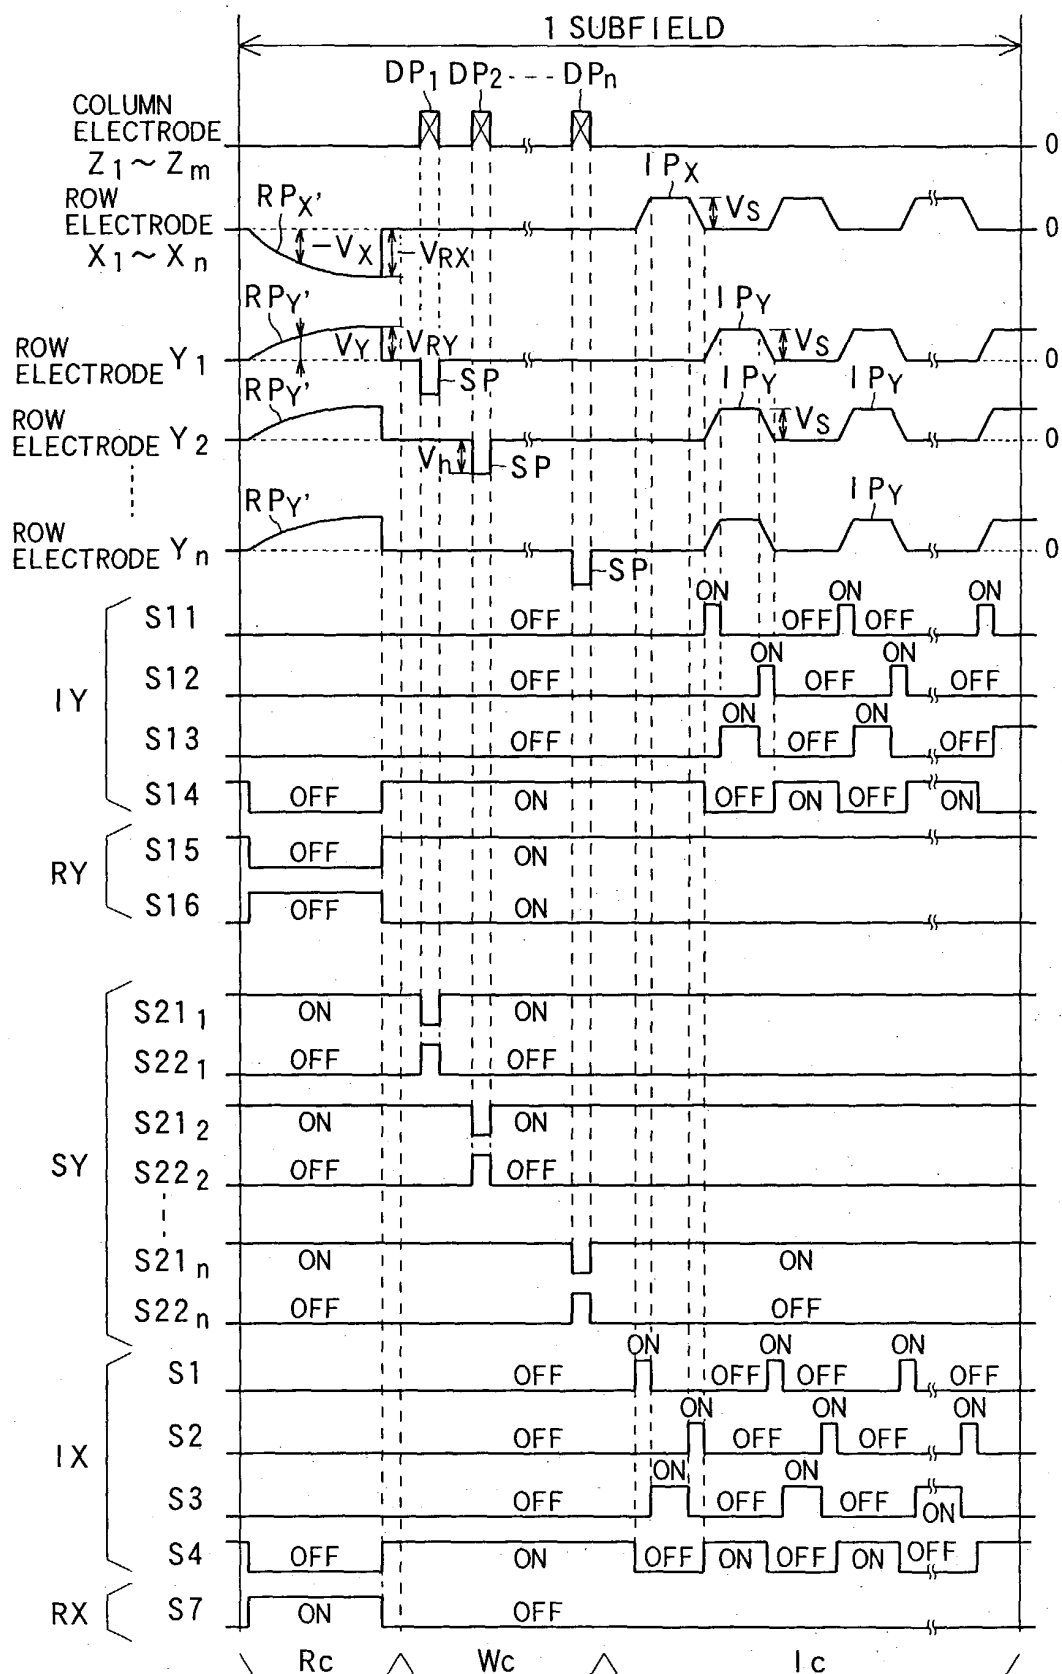 1 SUBFIELD
DP1 DP2 ---- DPn
COLUMN
ELECTRODE
Z1~Zm
0
IPX
ROW
ELECTRODE
X1~Xn
RPX'
-VX
-VRX
VS
0
RPY'
IPY
ROW
ELECTRODE Y1
VY
VRY
SP
VS
0
RPY'
IPY
IPY
ROW
ELECTRODE Y2
Vh
SP
VS
0
RPY'
IPY
ROW
ELECTRODE Yn
SP
0
IY
S11 OFF ON OFF ON OFF
S12 OFF ON OFF ON OFF
S13 OFF ON OFF ON OFF
S14 OFF ON OFF ON OFF ON
RY
S15 OFF ON
S16 OFF ON
SY
S211 ON ON
S221 OFF OFF
S212 ON ON
S222 OFF OFF
S21n ON ON
S22n OFF OFF
IX
S1 OFF ON OFF ON OFF ON OFF
S2 OFF ON OFF ON OFF ON
S3 OFF ON OFF ON OFF ON
S4 OFF ON OFF ON OFF ON OFF
RX
S7 ON OFF
Rc Wc Ic